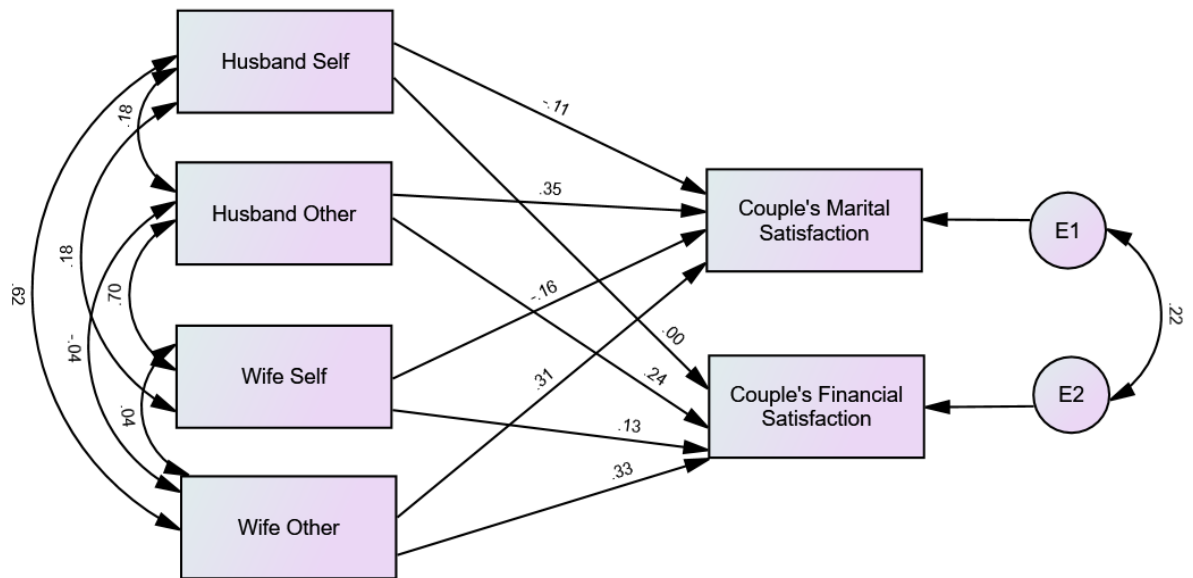 Husband Self
Husband Other
Wife Self
Wife Other
.18
.18
.62
.70
-.04
.04
-.11
.35
-.16
.00
.31
.24
.13
.33
Couple's Marital
Satisfaction
Couple's Financial
Satisfaction
E1
E2
.22